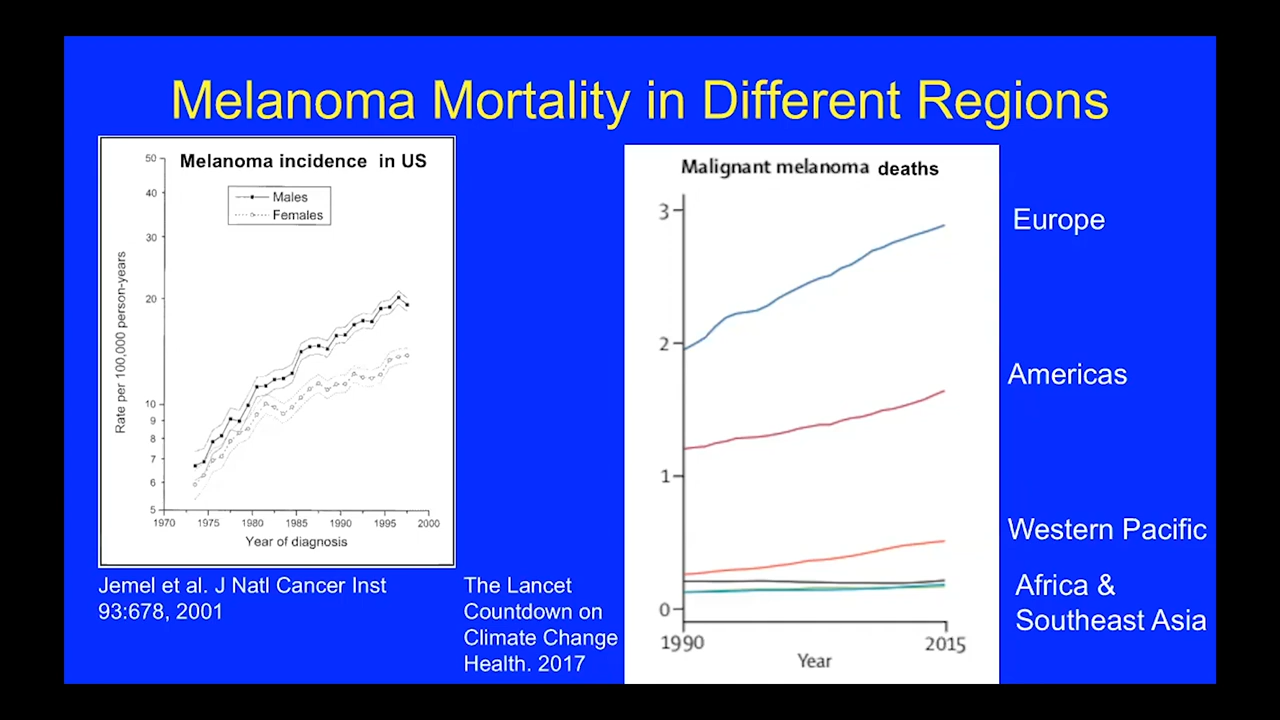 Melanoma Mortality in Different Regions
Melanoma incidence in US
Males
Females
Rate per 100,000 person-years
50
40
30
20
10
9
8
7
6
5
1970
1975
1980
1985
1990
1995
2000
Year of diagnosis
Jemel et al. J Natl Cancer Inst
93:678, 2001
The Lancet
Countdown on
Climate Change
Health. 2017
Malignant melanoma deaths
3
2
1
0
1990
2015
Year
Europe
Americas
Western Pacific
Africa &
Southeast Asia